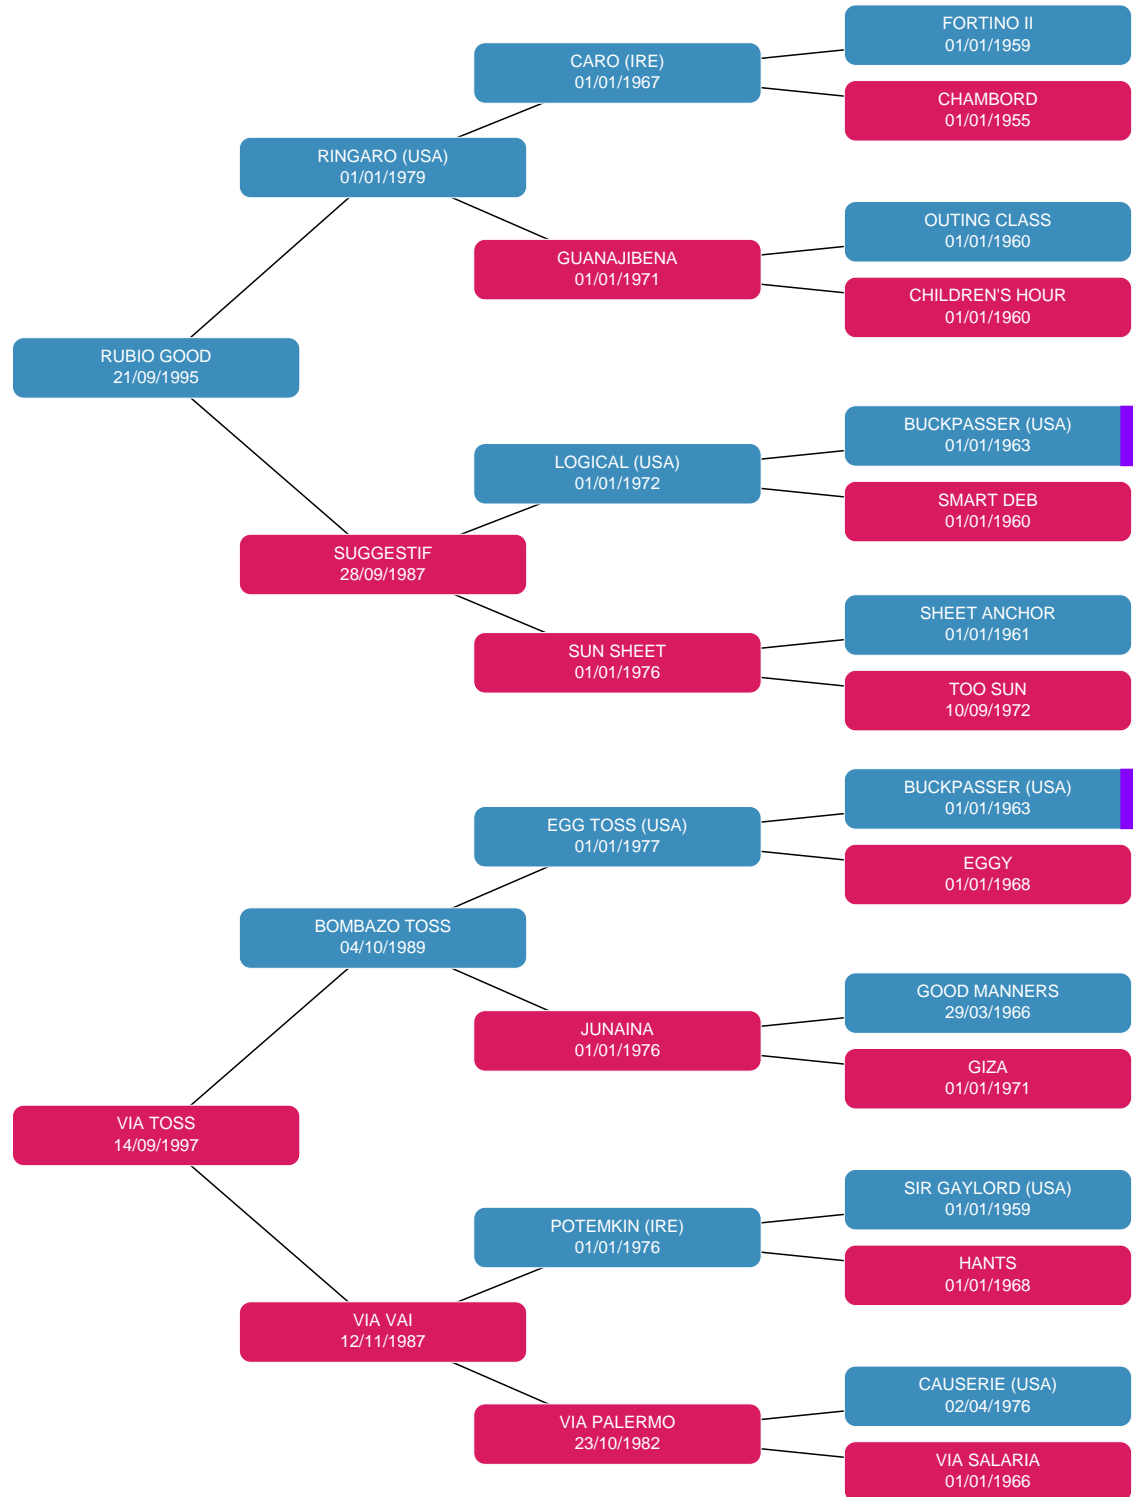 FORTINO II
01/01/1959
CARO (IRE)
01/01/1967
CHAMBORD
01/01/1955
RINGARO (USA)
01/01/1979
OUTING CLASS
01/01/1960
GUANAJIBENA
01/01/1971
CHILDREN'S HOUR
01/01/1960
RUBIO GOOD
21/09/1995
BUCKPASSER (USA)
01/01/1963
LOGICAL (USA)
01/01/1972
SMART DEB
01/01/1960
SUGGESTIF
28/09/1987
SHEET ANCHOR
01/01/1961
SUN SHEET
01/01/1976
TOO SUN
10/09/1972
BUCKPASSER (USA)
01/01/1963
EGG TOSS (USA)
01/01/1977
EGGY
01/01/1968
BOMBAZO TOSS
04/10/1989
GOOD MANNERS
29/03/1966
JUNAINA
01/01/1976
GIZA
01/01/1971
VIA TOSS
14/09/1997
SIR GAYLORD (USA)
01/01/1959
POTEMKIN (IRE)
01/01/1976
HANTS
01/01/1968
VIA VAI
12/11/1987
CAUSERIE (USA)
02/04/1976
VIA PALERMO
23/10/1982
VIA SALARIA
01/01/1966